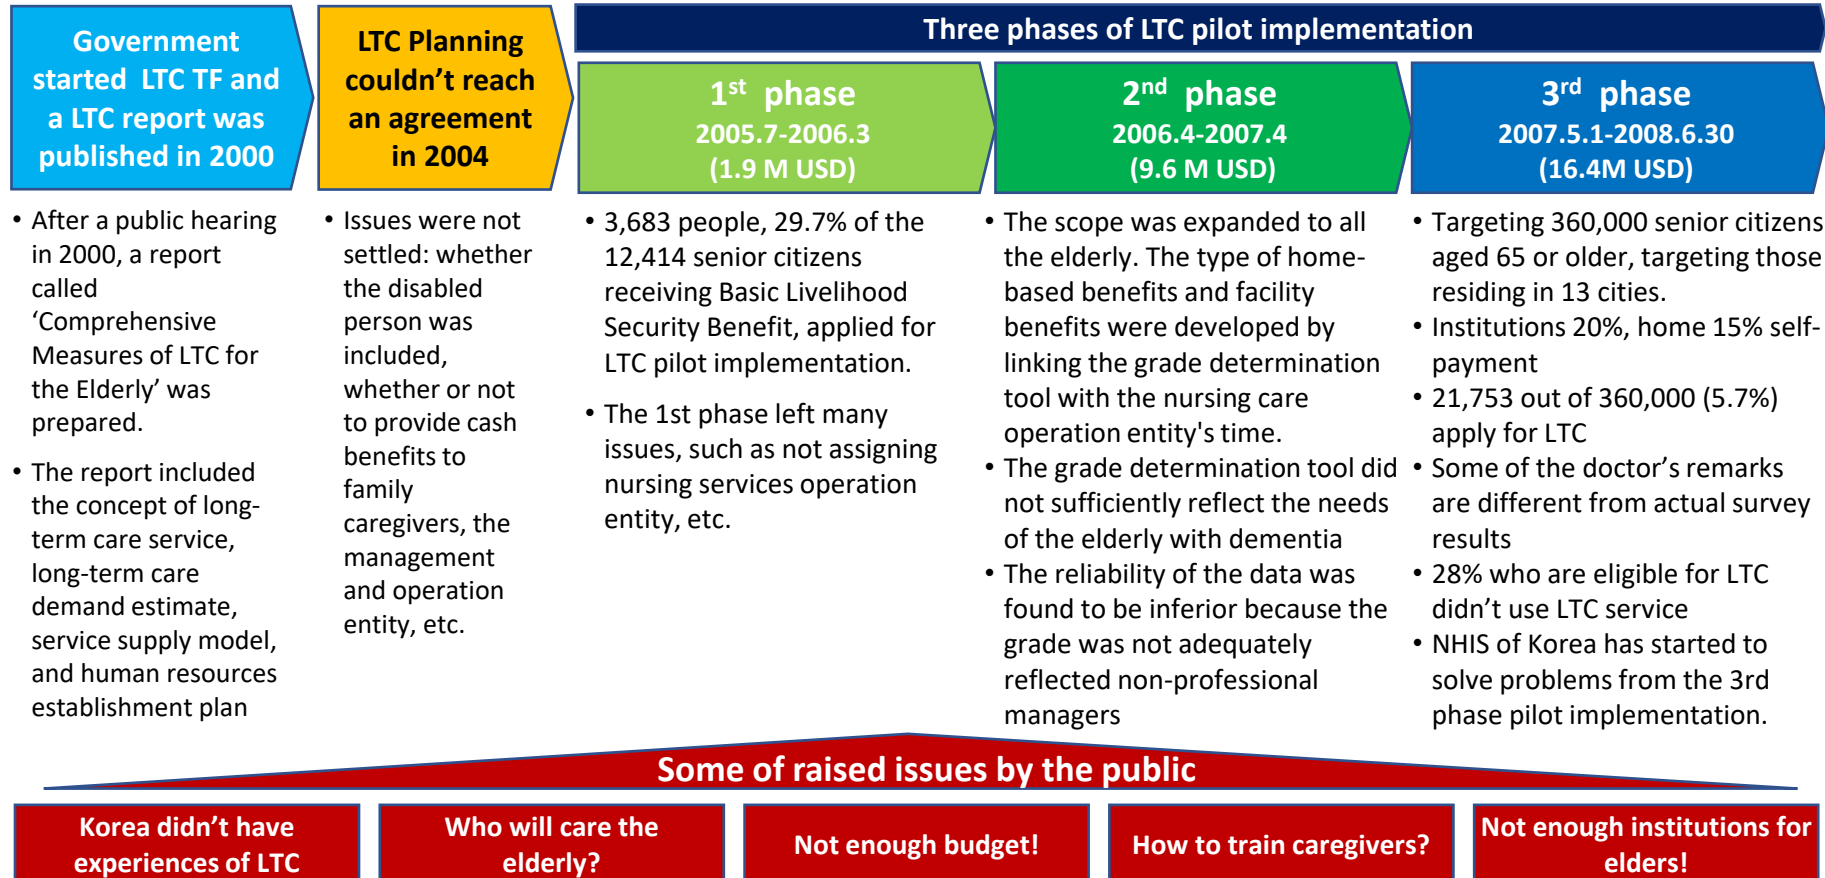 Government
started LTC TF and
a LTC report was
published in 2000
LTC Planning
couldn't reach
an agreement
in 2004
Three phases of LTC pilot implementation
1st phase
2005.7-2006.3
(1.9 M USD)
2nd phase
2006.4-2007.4
(9.6 M USD)
3rd phase
2007.5.1-2008.6.30
(16.4M USD)
• After a public hearing
in 2000, a report
called
‘Comprehensive
Measures of LTC for
the Elderly’ was
prepared.
• The report included
the concept of long-
term care service,
long-term care
demand estimate,
service supply model,
and human resources
establishment plan
• Issues were not
settled: whether
the disabled
person was
included,
whether or not
to provide cash
benefits to
family
caregivers, the
management
and operation
entity, etc.
• 3,683 people, 29.7% of the
12,414 senior citizens
receiving Basic Livelihood
Security Benefit, applied for
LTC pilot implementation.
• The 1st phase left many
issues, such as not assigning
nursing services operation
entity, etc.
• The scope was expanded to all
the elderly. The type of home-
based benefits and facility
benefits were developed by
linking the grade determination
tool with the nursing care
operation entity's time.
• The grade determination tool did
not sufficiently reflect the needs
of the elderly with dementia
• The reliability of the data was
found to be inferior because the
grade was not adequately
reflected non-professional
managers
• Targeting 360,000 senior citizens
aged 65 or older, targeting those
residing in 13 cities.
• Institutions 20%, home 15% self-
payment
• 21,753 out of 360,000 (5.7%)
apply for LTC
• Some of the doctor’s remarks
are different from actual survey
results
• 28% who are eligible for LTC
didn’t use LTC service
• NHIS of Korea has started to
solve problems from the 3rd
phase pilot implementation.
Some of raised issues by the public
Korea didn’t have
experiences of LTC
Who will care the
elderly?
Not enough budget!
How to train caregivers?
Not enough institutions for
elders!